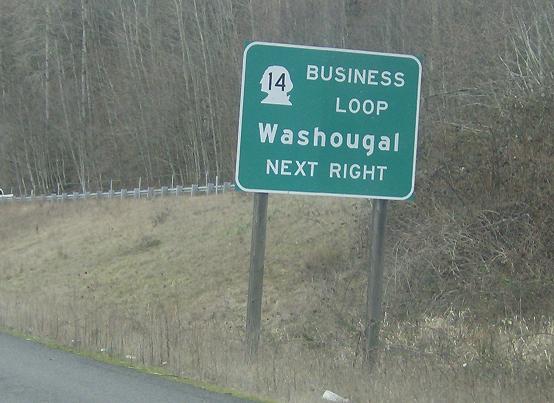 14 BUSINESS
LOOP
Washougal
NEXT RIGHT